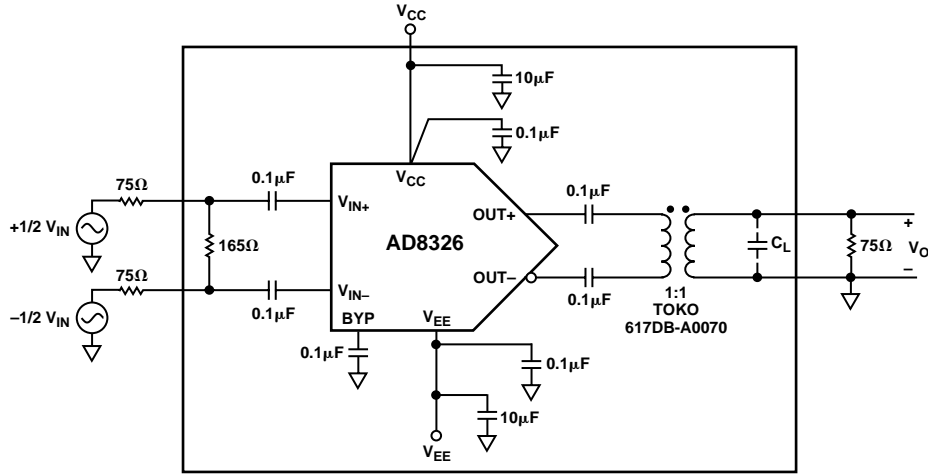 VCC
10µF
0.1µF
75Ω
0.1µF
VCC
0.1µF
VIN+
OUT+
+1/2 VIN
165Ω
AD8326
CL
75Ω
+
VO
–
75Ω
OUT–
–1/2 VIN
VIN–
0.1µF
BYP
VEE
0.1µF
1:1
TOKO
617DB-A0070
0.1µF
0.1µF
10µF
VEE